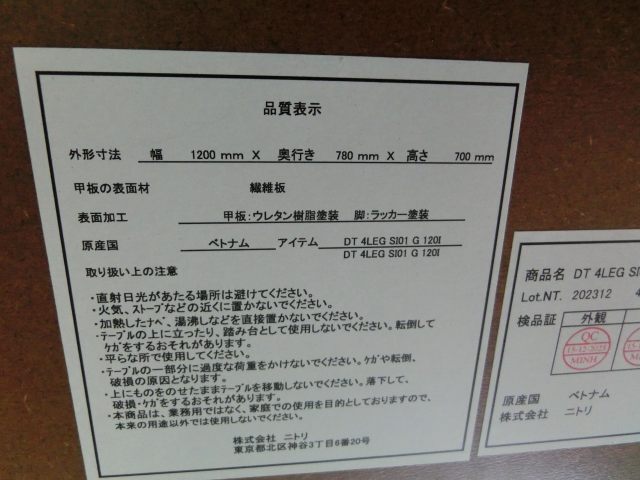 品質表示
外形寸法 幅 1200 mm X 奥行き 780 mm X 高さ 700 mm
甲板の表面材 繊維板
表面加工 甲板:ウレタン樹脂塗装 脚:ラッカー塗装
原産国 ベトナム アイテム DT 4LEG SI01 G 120I
DT 4LEG SI01 G 120I
取り扱い上の注意
・直射日光があたる場所は避けてください。
・火気、ストーブなどの近くに置かないでください。
・加熱したナベ、湯沸しなどを直接置かないでください。
・テーブルの上に立ったり、踏み台として使用しないでください。転倒して
ケガをするおそれがあります。
・平らな所で使用してください。
・テーブルの一部分に過度な荷重をかけないでください。ケガや転倒、
破損の原因となります。
・上にものをのせたままテーブルを移動しないでください。落下して、
破損・ケガをするおそれがあります。
・本商品は、業務用ではなく、家庭での使用を目的としておりますので、
本来の用途以外では使用しないでください。
株式会社 ニトリ
東京都北区神谷3丁目6番20号
商品名 DT 4LEG SI
Lot.NT. 202312 4
検品証 外観
QC
15-12-2023
MINH
原産国 ベトナム
株式会社 ニトリ